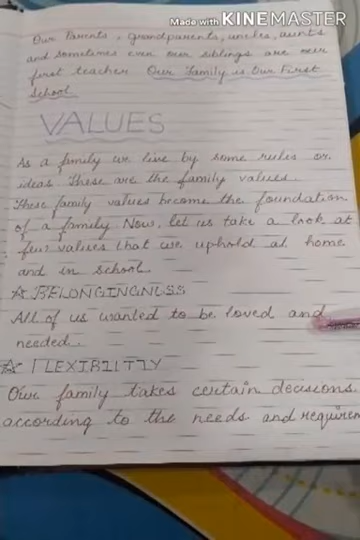 Made with KINEMASTER
Our Parents, grandparents, uncles, aunts
and sometimes even our siblings are our
first teacher. Our family is Our First
School
VALUES
As a family we live by some rules or
ideas. These are the family values.
These family values become the foundation
of a family. Now, let us take a look at
few values that we uphold at home
and in school.
☆ BELONGINGNUSS
All of us wanted to be loved and
needed.
☆ FLEXIBILITY
Our family takes certain decisions.
according to the needs and requirem